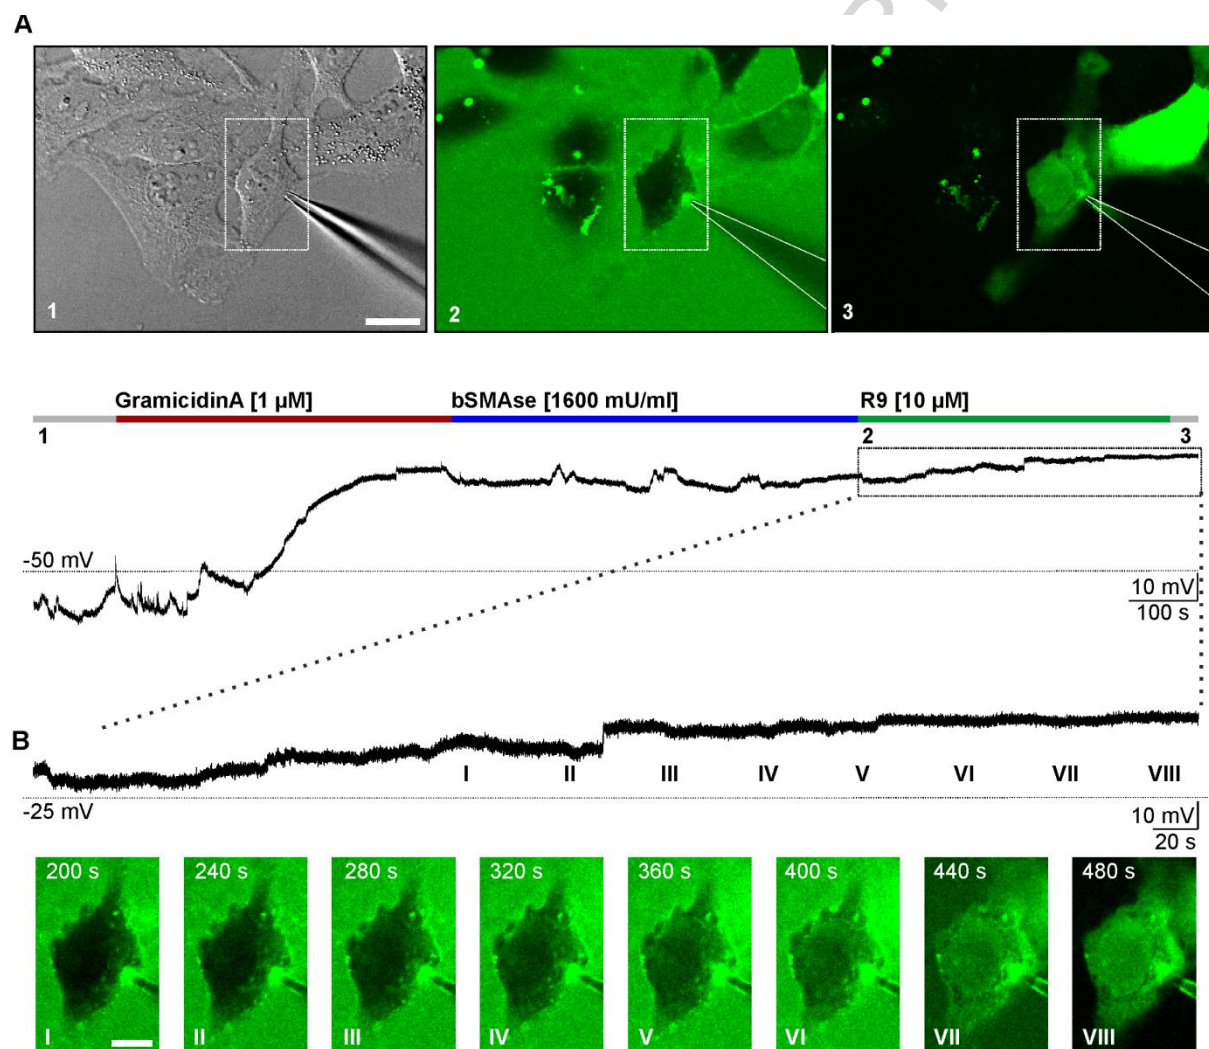 A
1
2
3
GramicidinA [1 µM]
bSMAse [1600 mU/ml]
R9 [10 µM]
1
2
3
-50 mV
10 mV
100 s
B
I
II
III
IV
V
VI
VII
VIII
-25 mV
10 mV
20 s
200 s
240 s
280 s
320 s
360 s
400 s
440 s
480 s
I
II
III
IV
V
VI
VII
VIII